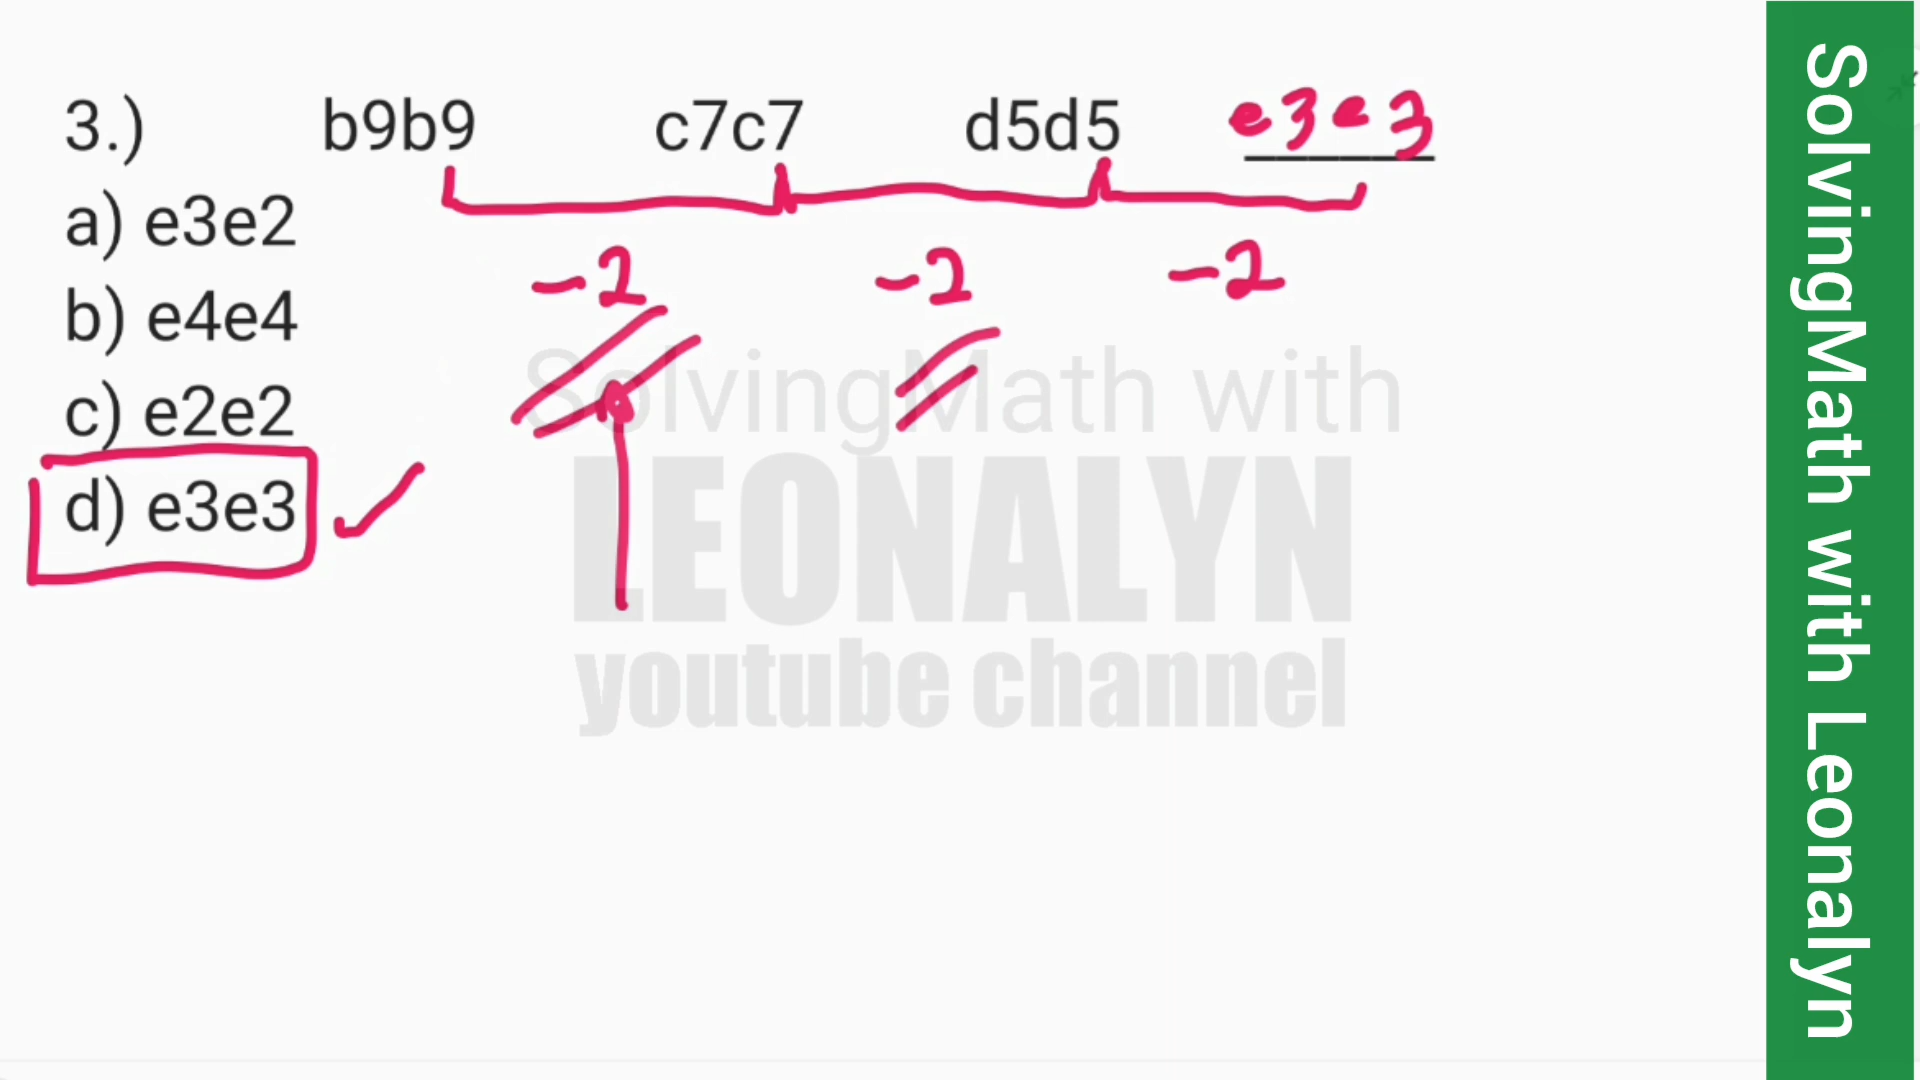 3.) b9b9 c7c7 d5d5 e3e3
-2 -2 -2
a) e3e2
b) e4e4
c) e2e2
d) e3e3
SolvingMath with
LEONALYN
youtube channel
SolvingMath with Leonalyn